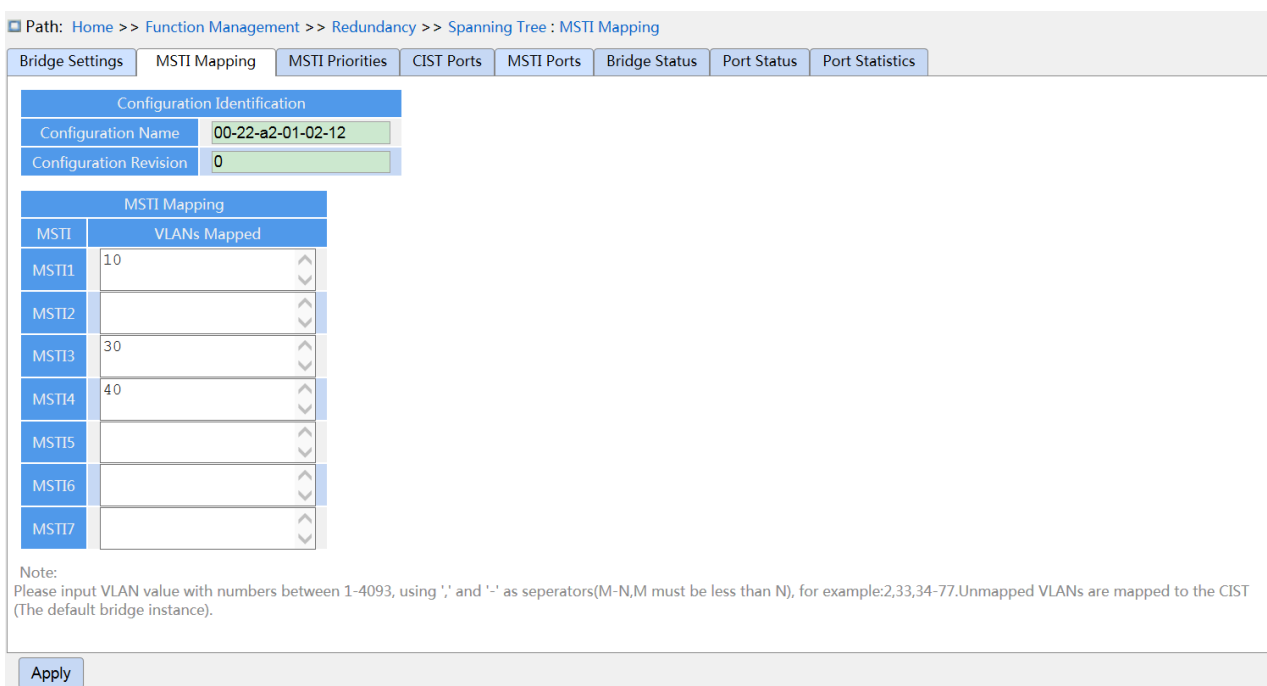 Path: Home >> Function Management >> Redundancy >> Spanning Tree : MSTI Mapping
Bridge Settings MSTI Mapping MSTI Priorities CIST Ports MSTI Ports Bridge Status Port Status Port Statistics
Configuration Identification
Configuration Name 00-22-a2-01-02-12
Configuration Revision 0
MSTI Mapping
MSTI VLANs Mapped
MSTI1 10
MSTI2
MSTI3 30
MSTI4 40
MSTI5
MSTI6
MSTI7
Note:
Please input VLAN value with numbers between 1-4093, using ',' and '-' as seperators(M-N,M must be less than N), for example:2,33,34-77.Unmapped VLANs are mapped to the CIST
(The default bridge instance).
Apply